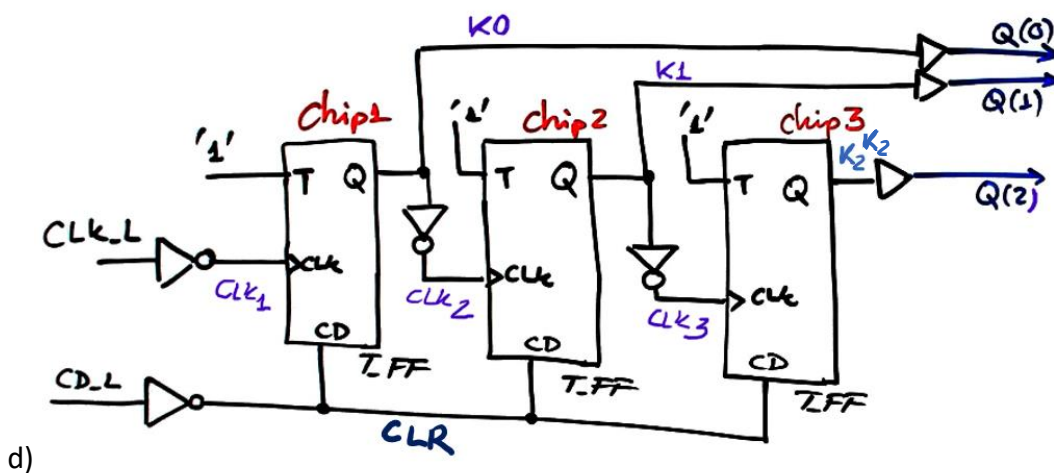 K0
Q(0)
K1
Q(1)
Chip1
'1'
Chip2
'1'
Chip3
'1'
T Q
T Q
T Q
K2
K2
Q(2)
CLK_L
CLK1
CLK
CLK2
CLK
CLK3
CLK
CD
T_FF
CD
T_FF
CD
T_FF
CD_L
CLR
d)